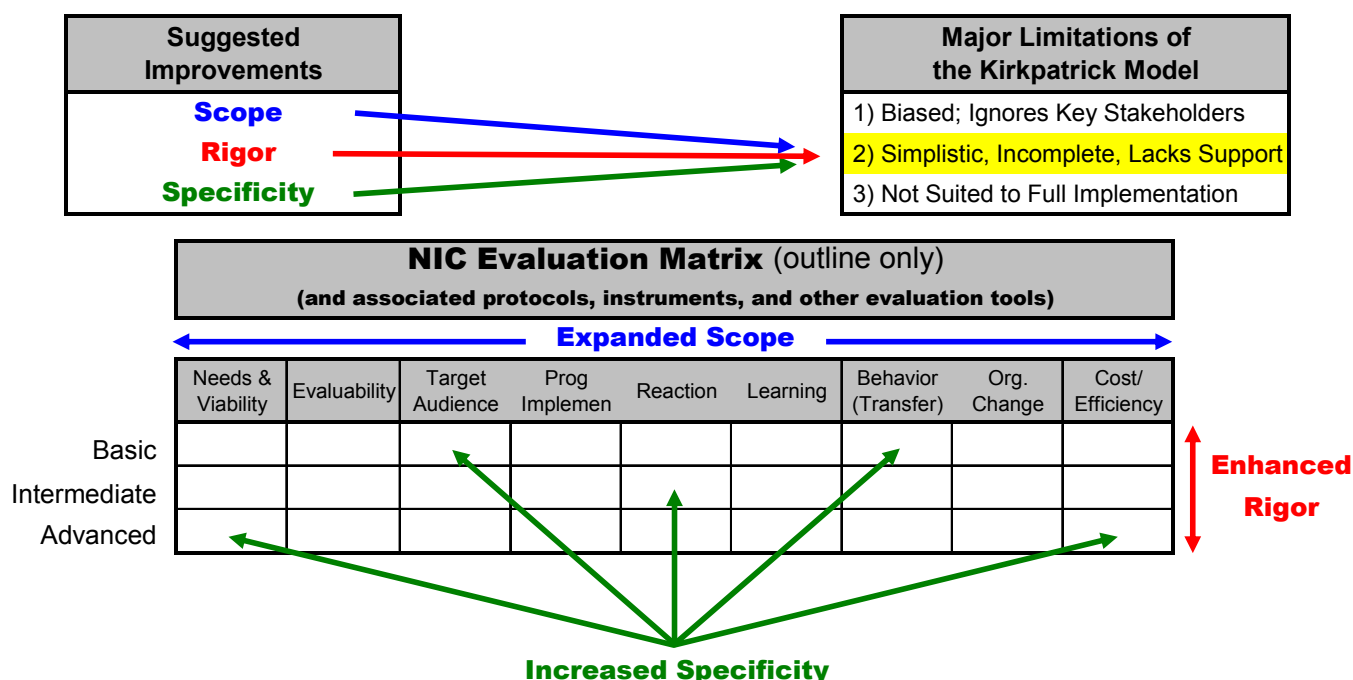 Suggested
Improvements
Scope
Rigor
Specificity
Major Limitations of
the Kirkpatrick Model
1) Biased; Ignores Key Stakeholders
2) Simplistic, Incomplete, Lacks Support
3) Not Suited to Full Implementation
NIC Evaluation Matrix (outline only)
(and associated protocols, instruments, and other evaluation tools)
Expanded Scope
Needs &
Viability
Evaluability
Target
Audience
Prog
Implemen
Reaction
Learning
Behavior
(Transfer)
Org.
Change
Cost/
Efficiency
Basic
Intermediate
Advanced
Enhanced
Rigor
Increased Specificity